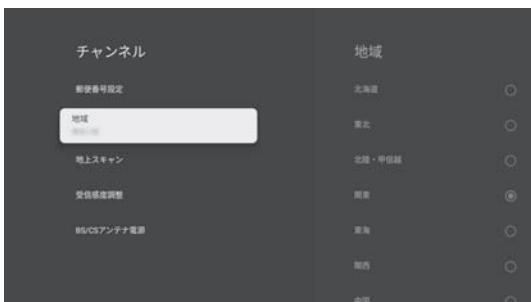 チャンネル
郵便番号設定
地域
地上スキャン
受信感度調整
BS/CSアンテナ電源
地域
北海道
東北
北陸・甲信越
関東
東海
関西
中国